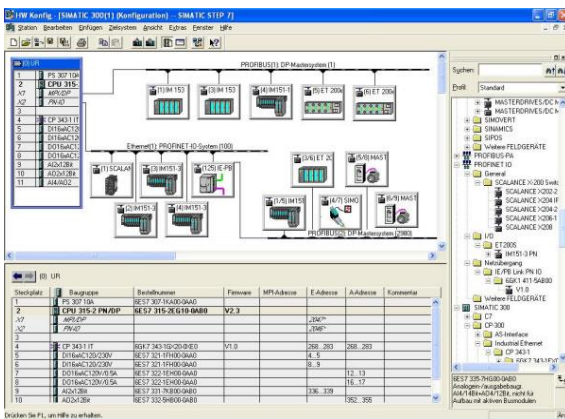 HW Konfig - [SIMATIC 300(1) (Konfiguration) -- SIMATIC STEP 7]
Station Bearbeiten Einfügen Zielsystem Ansicht Extras Fenster Hilfe
(0) UR
1 PS 307 10A
2 CPU 315-
X1 MPI/DP
X2 PN-IO
3
4 CP 343-1 IT
5 DI16xAC12
6 DI16xAC12
7 DO16xAC1
8 DO16xAC1
9 AI2x12Bit
10 AO2x12Bit
11 AI4/AO2
PROFIBUS(1): DP-Mastersystem (1)
(1) IM 153
(3) IM 153
(4) IM151-1
(5) ET 200
(6) ET 200
Ethernet(1): PROFINET-IO-System (100)
(1) SCALAN
(3) IM151-3
(125) IE-PB
(2) IM151-3
(4) IM151-3
(3/6) ET 2C
(5/8) MAST
(1/5) IM151
(4/7) SIMO
(6/9) MAST
PROFIBUS(2): DP-Mastersystem
Suchen:
Profil: Standard
MASTERDRIVES/DC M
MASTERDRIVES/DC M
SIMOVERT
SINAMICS
SIPOS
Weitere FELDGERÄTE
PROFIBUS-PA
PROFINET IO
General
SCALANCE X-200 Switc
SCALANCE X202-2
SCALANCE X204 IF
SCALANCE X204-2
SCALANCE X206-1
SCALANCE X208
I/O
ET200S
IM151-3 PN
Netzübergang
IE/PB Link PN IO
6GK1 411-5AB00
V1.0
Weitere FELDGERÄTE
SIMATIC 300
C7
CP-300
AS-Interface
Industrial Ethernet
CP 343-1
(0) UR
Steckplatz Baugruppe Bestellnummer Firmware MPI-Adresse E-Adresse A-Adresse Kommentar
1 PS 307 10A 6ES7 307-1KA00-0AA0
2 CPU 315-2 PN/DP 6ES7 315-2EG10-0AB0 V2.3
X1 MPI/DP 2047*
X2 PN-IO 2046*
3
4 CP 343-1 IT 6GK7 343-1GX20-0XE0 V1.0 268...283 268...283
5 DI16xAC120/230V 6ES7 321-1FH00-0AA0 4...5
6 DI16xAC120/230V 6ES7 321-1FH00-0AA0 8...9
7 DO16xAC120V/0.5A 6ES7 322-1EH00-0AA0 12...13
8 DO16xAC120V/0.5A 6ES7 322-1EH00-0AA0 16...17
9 AI2x12Bit 6ES7 331-7KB00-0AB0 336...339
10 AO2x12Bit 6ES7 332-5HB00-0AB0 352...355
6ES7 335-7HG00-0AB0
AI4/14Bit+AO4/12Bit, nicht für
Aufbau mit aktiven Busmodulen
Drücken Sie F1, um Hilfe zu erhalten.